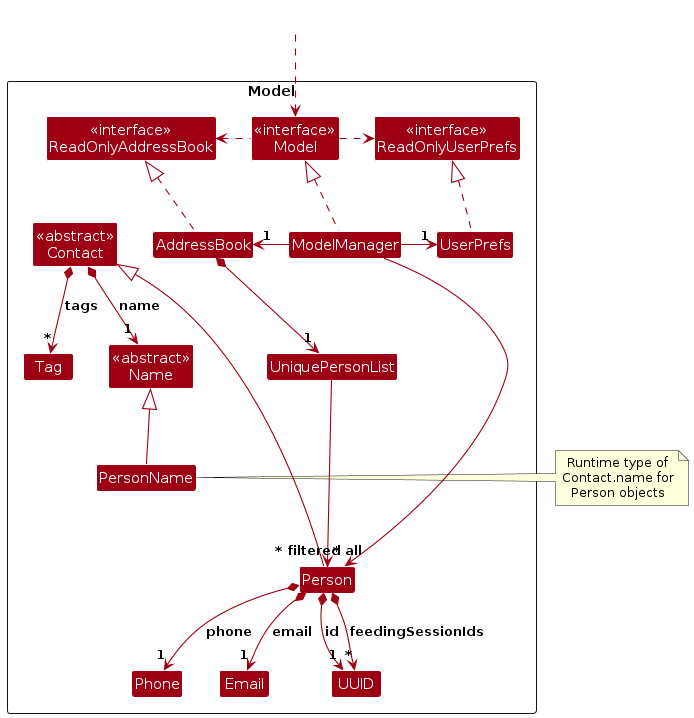 Model
«interface»
ReadOnlyAddressBook
«interface»
Model
«interface»
ReadOnlyUserPrefs
«abstract»
Contact
AddressBook
1
ModelManager
1
UserPrefs
tags
name
*
1
1
Tag
«abstract»
Name
UniquePersonList
PersonName
Runtime type of
Contact.name for
Person objects
* filtered
* all
Person
phone
email
id
feedingSessionIds
1
1
1
*
Phone
Email
UUID